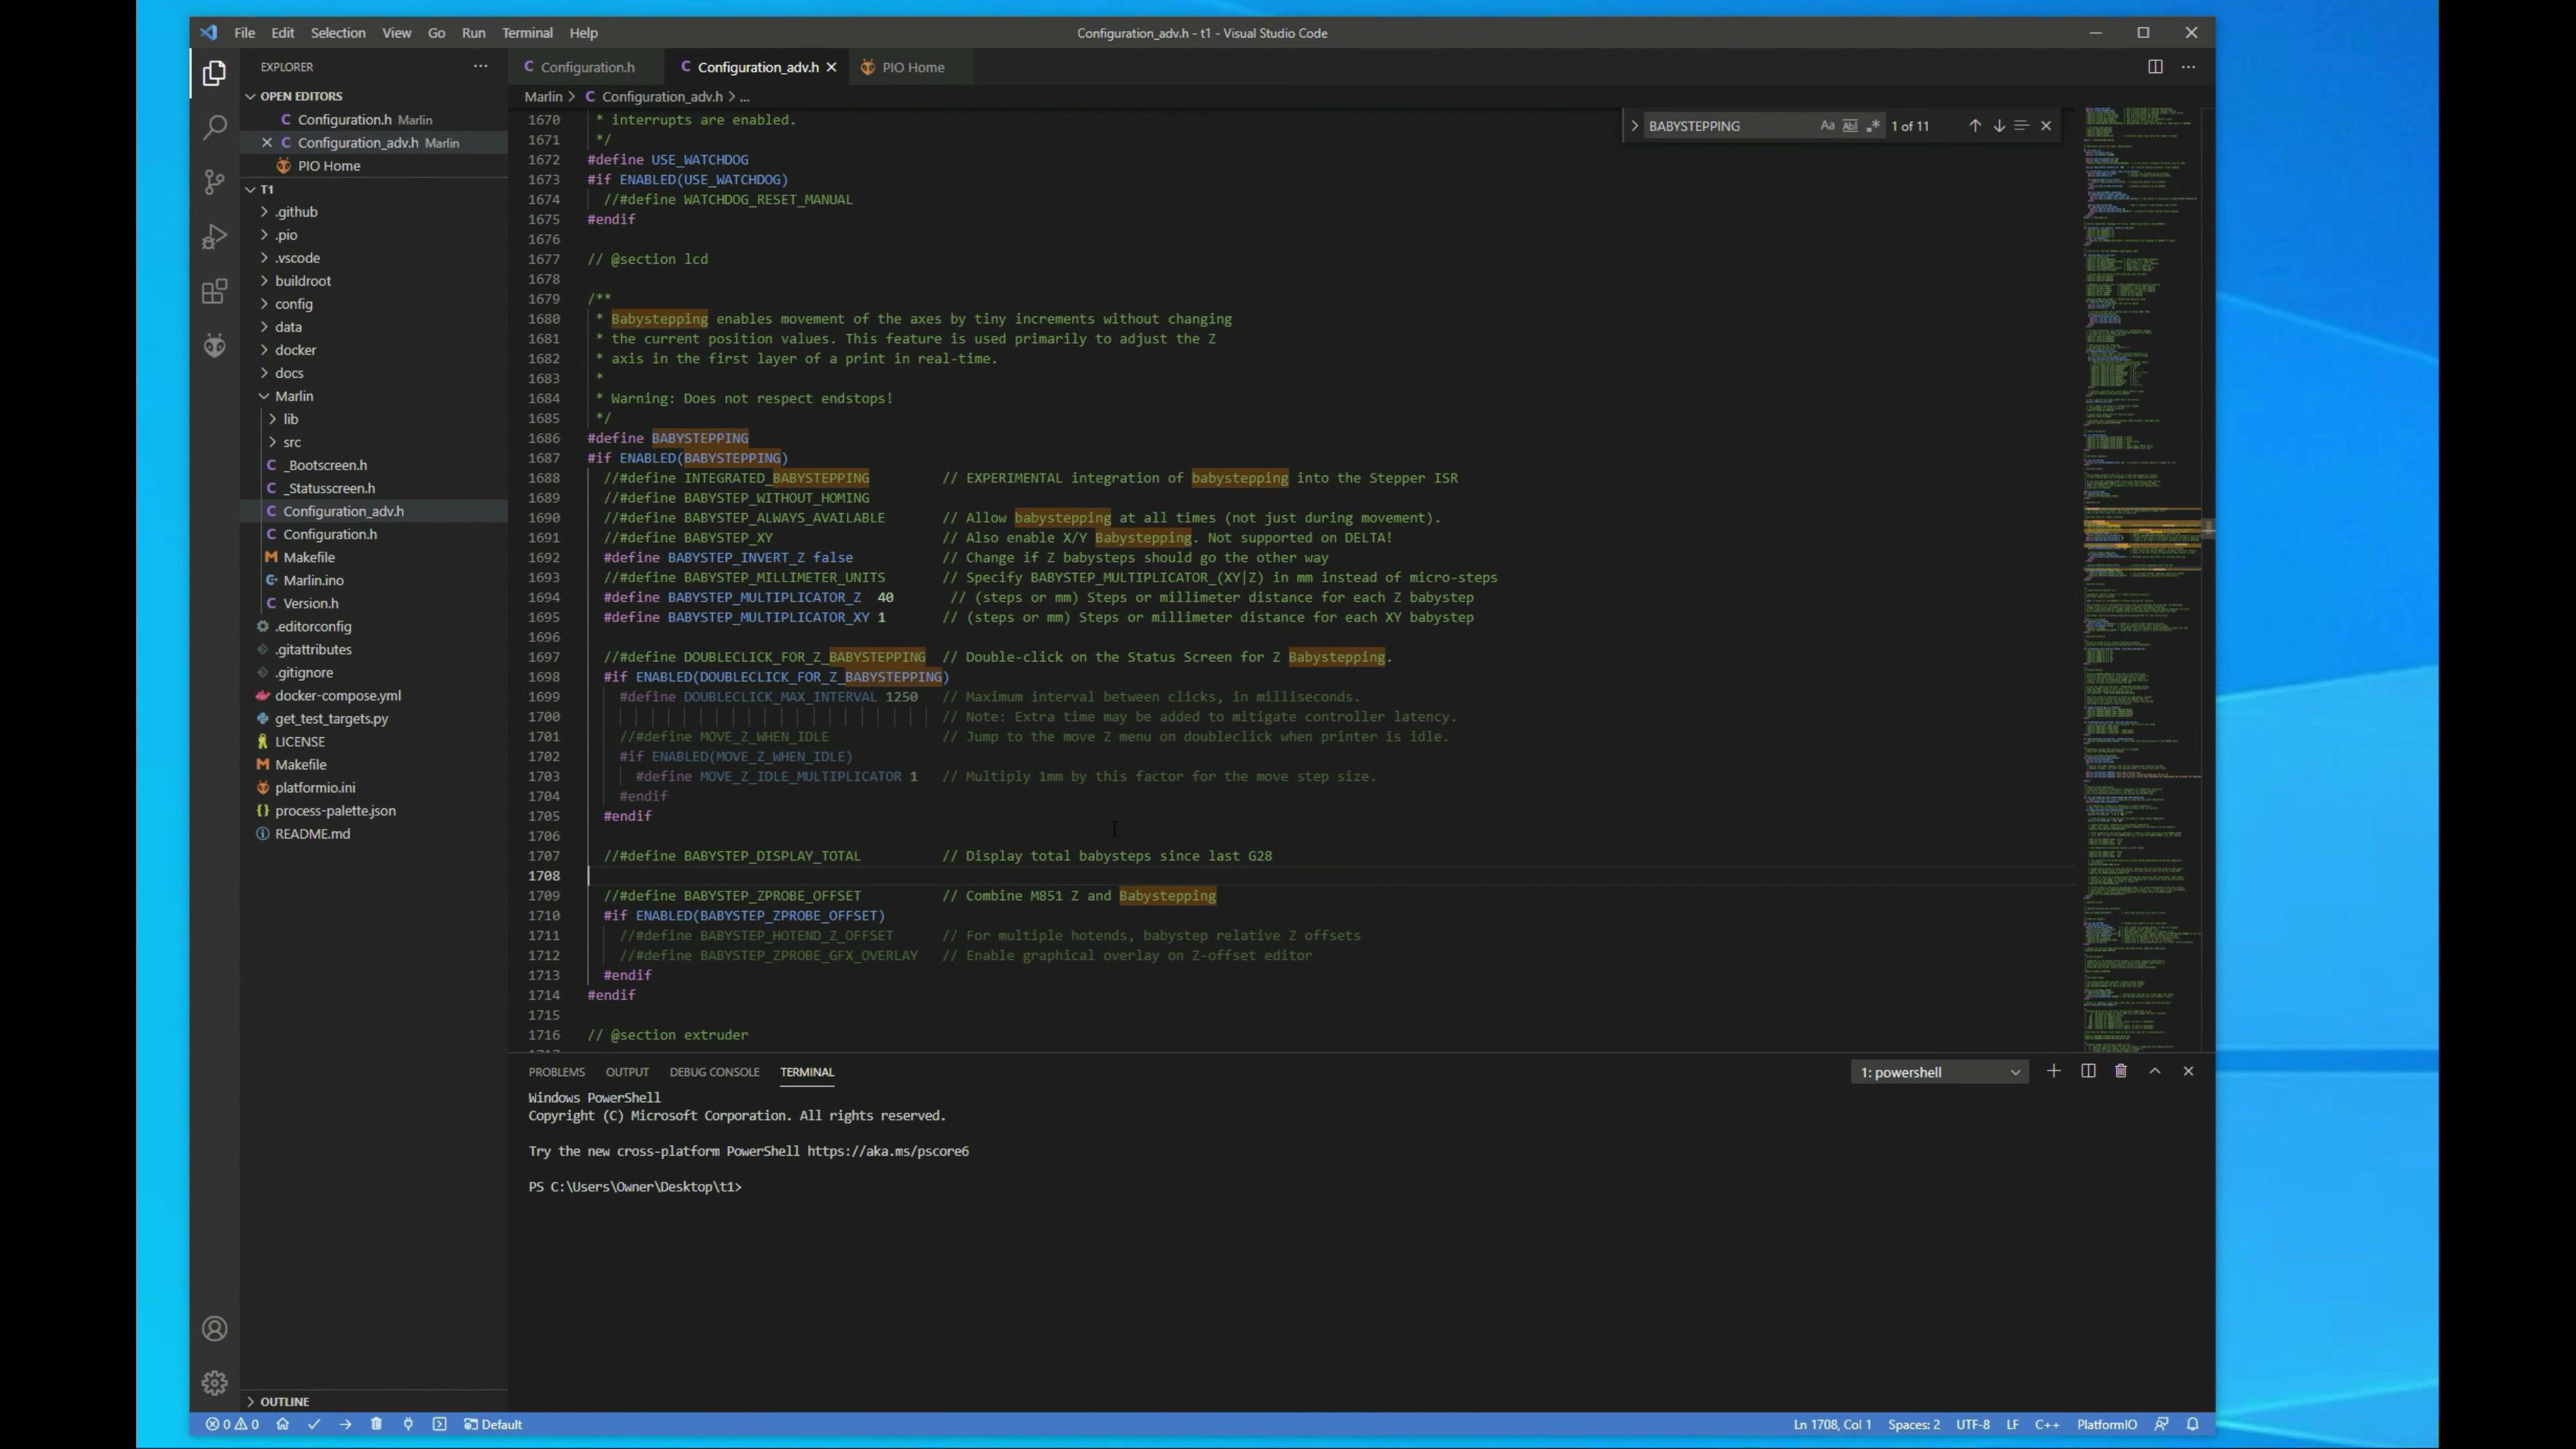 File Edit Selection View Go Run Terminal Help
Configuration_adv.h - t1 - Visual Studio Code
EXPLORER
OPEN EDITORS
Configuration.h Marlin
Configuration_adv.h Marlin
PIO Home
T1
.github
.pio
.vscode
buildroot
config
data
docker
docs
Marlin
lib
src
_Bootscreen.h
_Statusscreen.h
Configuration_adv.h
Configuration.h
Makefile
Marlin.ino
Version.h
.editorconfig
.gitattributes
.gitignore
docker-compose.yml
get_test_targets.py
LICENSE
Makefile
platformio.ini
process-palette.json
README.md
OUTLINE
Configuration.h Configuration_adv.h PIO Home
Marlin > Configuration_adv.h > ...
BABYSTEPPING Aa Abl .* 1 of 11
1670 * interrupts are enabled.
1671 */
1672 #define USE_WATCHDOG
1673 #if ENABLED(USE_WATCHDOG)
1674 //#define WATCHDOG_RESET_MANUAL
1675 #endif
1676
1677 // @section lcd
1678
1679 /**
1680 * Babystepping enables movement of the axes by tiny increments without changing
1681 * the current position values. This feature is used primarily to adjust the Z
1682 * axis in the first layer of a print in real-time.
1683 *
1684 * Warning: Does not respect endstops!
1685 */
1686 #define BABYSTEPPING
1687 #if ENABLED(BABYSTEPPING)
1688 //#define INTEGRATED_BABYSTEPPING // EXPERIMENTAL integration of babystepping into the Stepper ISR
1689 //#define BABYSTEP_WITHOUT_HOMING
1690 //#define BABYSTEP_ALWAYS_AVAILABLE // Allow babystepping at all times (not just during movement).
1691 //#define BABYSTEP_XY // Also enable X/Y Babystepping. Not supported on DELTA!
1692 #define BABYSTEP_INVERT_Z false // Change if Z babysteps should go the other way
1693 //#define BABYSTEP_MILLIMETER_UNITS // Specify BABYSTEP_MULTIPLICATOR_(XY|Z) in mm instead of micro-steps
1694 #define BABYSTEP_MULTIPLICATOR_Z 40 // (steps or mm) Steps or millimeter distance for each Z babystep
1695 #define BABYSTEP_MULTIPLICATOR_XY 1 // (steps or mm) Steps or millimeter distance for each XY babystep
1696
1697 //#define DOUBLECLICK_FOR_Z_BABYSTEPPING // Double-click on the Status Screen for Z Babystepping.
1698 #if ENABLED(DOUBLECLICK_FOR_Z_BABYSTEPPING)
1699 #define DOUBLECLICK_MAX_INTERVAL 1250 // Maximum interval between clicks, in milliseconds.
1700 // Note: Extra time may be added to mitigate controller latency.
1701 //#define MOVE_Z_WHEN_IDLE // Jump to the move Z menu on doubleclick when printer is idle.
1702 #if ENABLED(MOVE_Z_WHEN_IDLE)
1703 #define MOVE_Z_IDLE_MULTIPLICATOR 1 // Multiply 1mm by this factor for the move step size.
1704 #endif
1705 #endif
1706
1707 //#define BABYSTEP_DISPLAY_TOTAL // Display total babysteps since last G28
1708
1709 //#define BABYSTEP_ZPROBE_OFFSET // Combine M851 Z and Babystepping
1710 #if ENABLED(BABYSTEP_ZPROBE_OFFSET)
1711 //#define BABYSTEP_HOTEND_Z_OFFSET // For multiple hotends, babystep relative Z offsets
1712 //#define BABYSTEP_ZPROBE_GFX_OVERLAY // Enable graphical overlay on Z-offset editor
1713 #endif
1714 #endif
1715
1716 // @section extruder
PROBLEMS OUTPUT DEBUG CONSOLE TERMINAL
1: powershell
Windows PowerShell
Copyright (C) Microsoft Corporation. All rights reserved.
Try the new cross-platform PowerShell https://aka.ms/pscore6
PS C:\Users\Owner\Desktop\t1>
0 0 Default
Ln 1708, Col 1 Spaces: 2 UTF-8 LF C++ PlatformIO